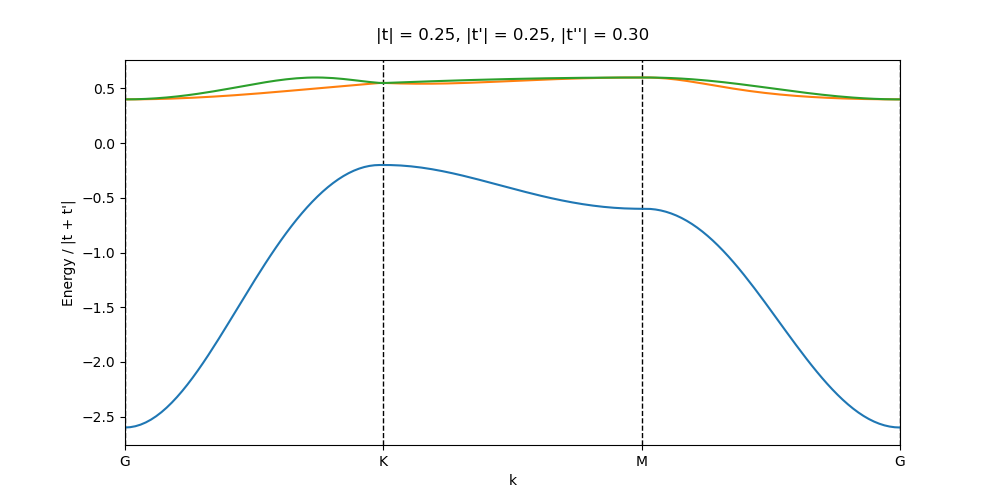 |t| = 0.25, |t'| = 0.25, |t''| = 0.30
Energy / |t + t'|
0.5
0.0
−0.5
−1.0
−1.5
−2.0
−2.5
G K M G
k